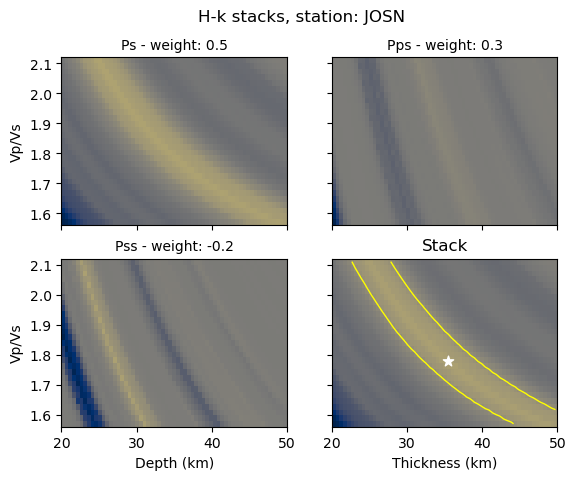 H-k stacks, station: JOSN
Ps - weight: 0.5
Pps - weight: 0.3
2.1
2.0
1.9
1.8
1.7
1.6
Vp/Vs
Pss - weight: -0.2
Stack
2.1
2.0
1.9
1.8
1.7
1.6
Vp/Vs
20 30 40 50
20 30 40 50
Depth (km)
Thickness (km)